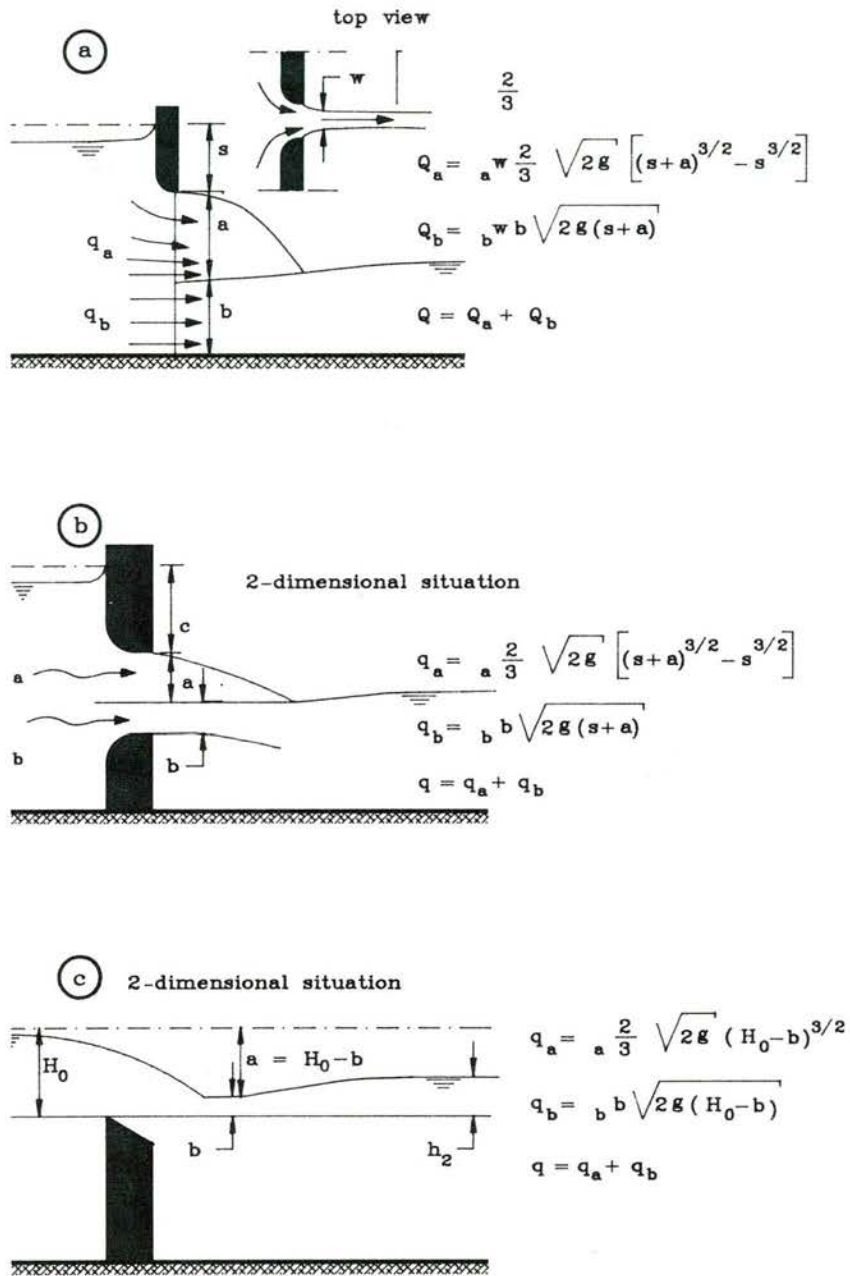 top view
a
w
2/3
s
Q_a = _a w 2/3 √2g [(s+a)^3/2 − s^3/2]
a
Q_b = _b w b √2g(s+a)
q_a
q_b
b
Q = Q_a + Q_b
b
2-dimensional situation
c
q_a = _a 2/3 √2g [(s+a)^3/2 − s^3/2]
a
a
q_b = _b b √2g(s+a)
b
b
q = q_a + q_b
c 2-dimensional situation
q_a = _a 2/3 √2g (H_0−b)^3/2
H_0
a = H_0−b
q_b = _b b √2g(H_0−b)
b
h_2
q = q_a + q_b